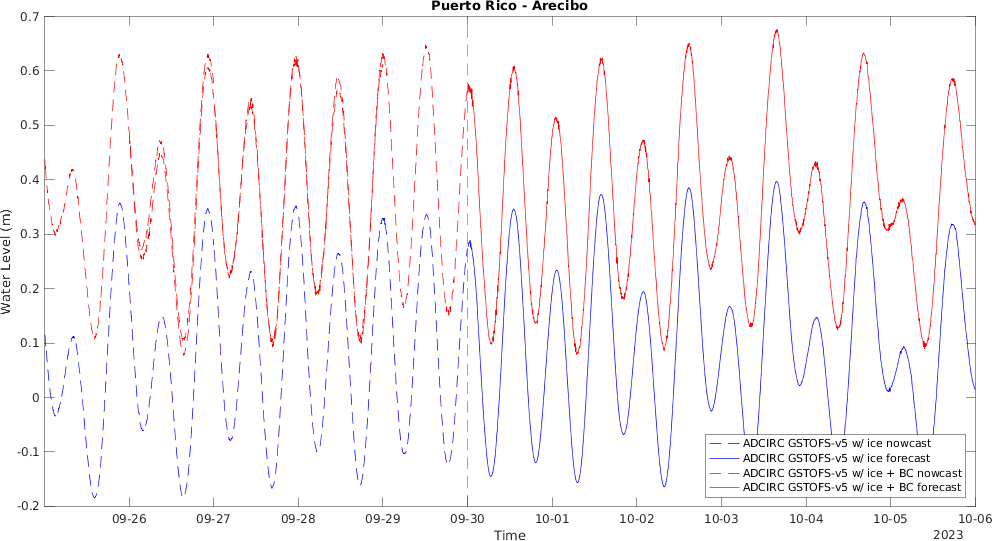 Puerto Rico - Arecibo
0.7
0.6
0.5
0.4
0.3
0.2
0.1
0
-0.1
-0.2
Water Level (m)
ADCIRC GSTOFS-v5 w/ ice nowcast
ADCIRC GSTOFS-v5 w/ ice forecast
ADCIRC GSTOFS-v5 w/ ice + BC nowcast
ADCIRC GSTOFS-v5 w/ ice + BC forecast
09-26 09-27 09-28 09-29 09-30 10-01 10-02 10-03 10-04 10-05 10-06
Time
2023